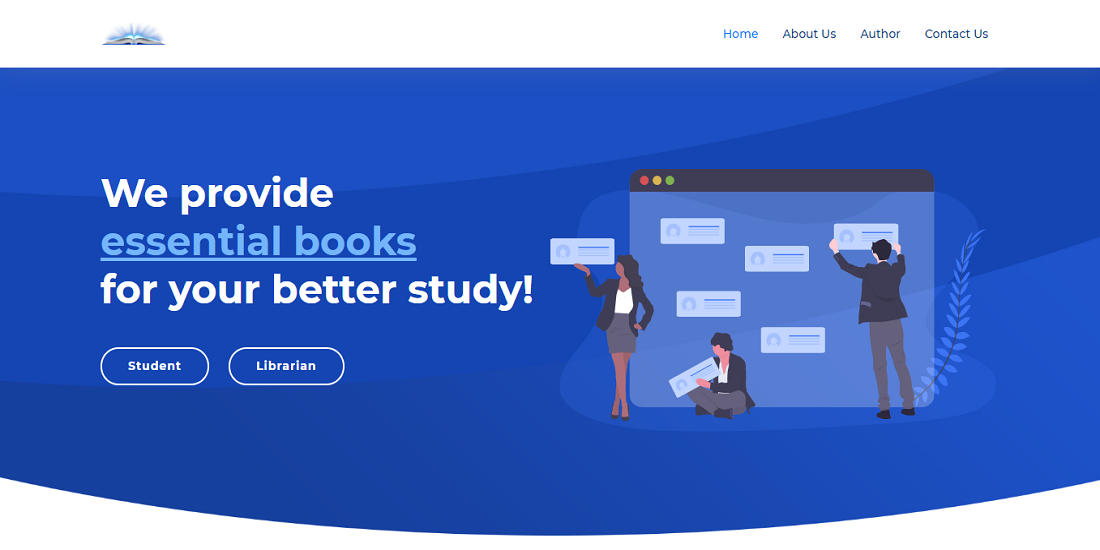 Home About Us Author Contact Us
We provide
essential books
for your better study!
Student Librarian